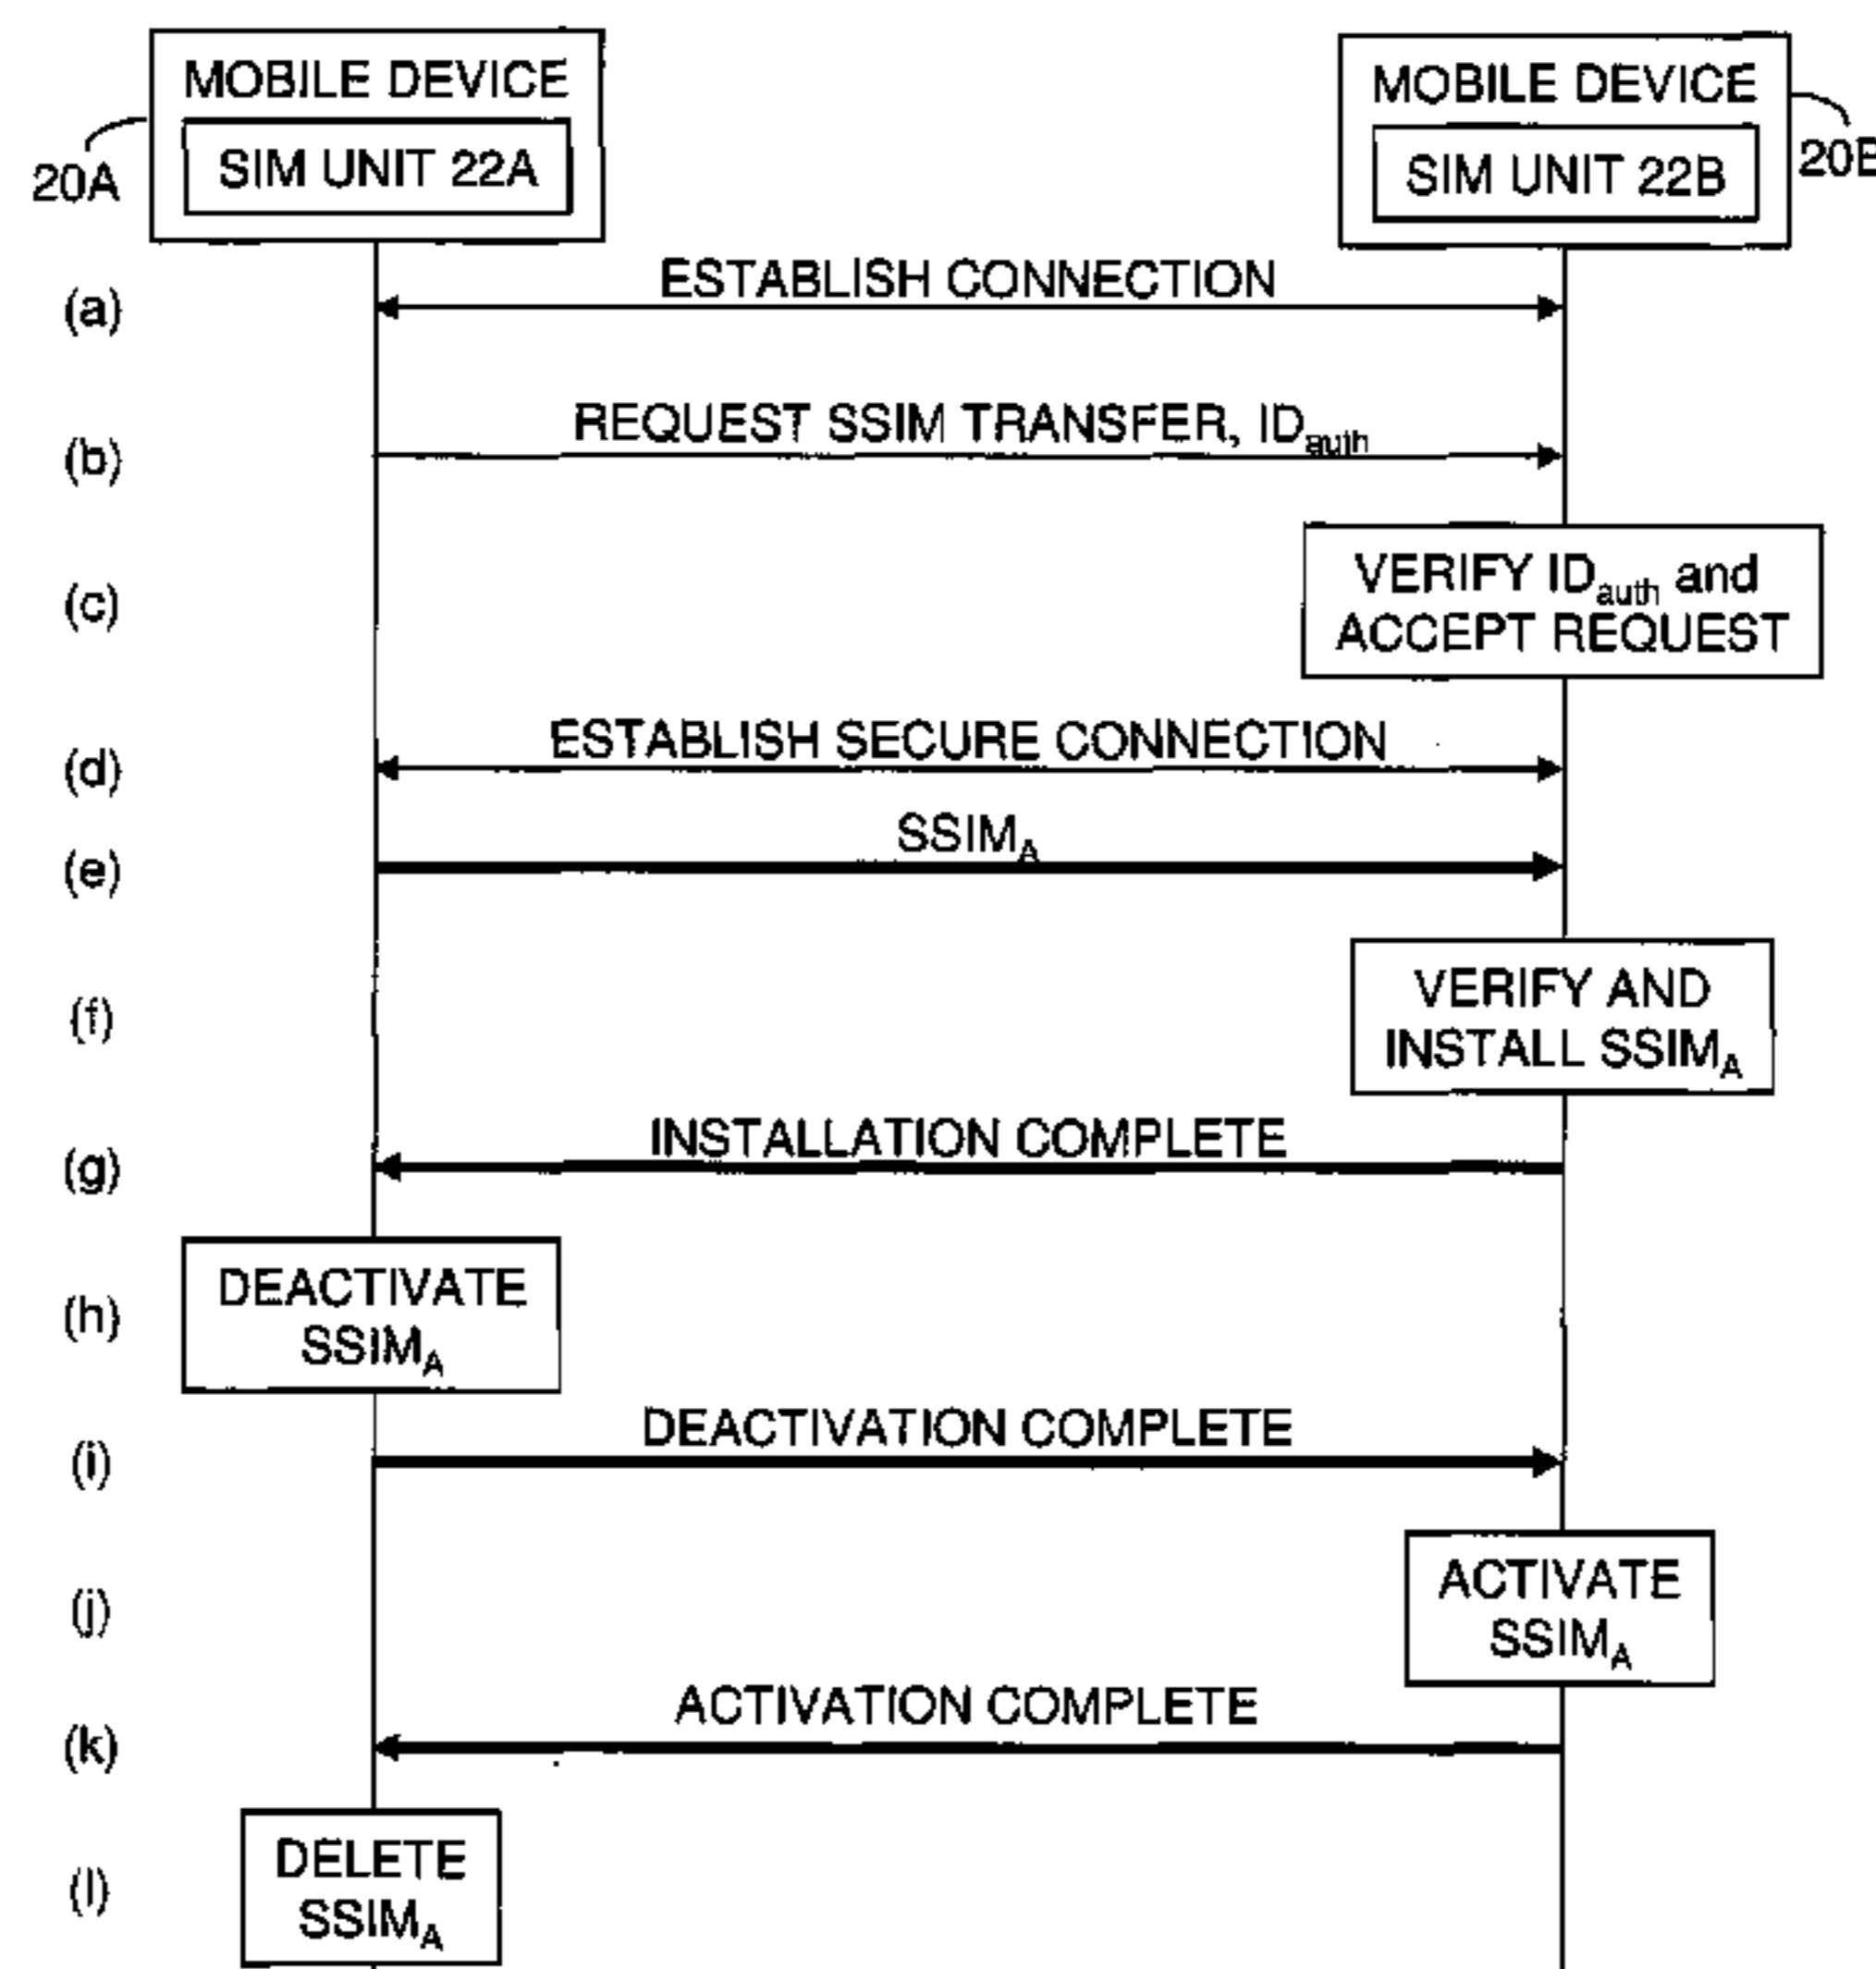 MOBILE DEVICE
SIM UNIT 22A
20A
MOBILE DEVICE
SIM UNIT 22B
20B
(a)
ESTABLISH CONNECTION
(b)
REQUEST SSIM TRANSFER, IDauth
(c)
VERIFY IDauth and
ACCEPT REQUEST
(d)
ESTABLISH SECURE CONNECTION
(e)
SSIMA
(f)
VERIFY AND
INSTALL SSIMA
(g)
INSTALLATION COMPLETE
(h)
DEACTIVATE
SSIMA
(i)
DEACTIVATION COMPLETE
(j)
ACTIVATE
SSIMA
(k)
ACTIVATION COMPLETE
(l)
DELETE
SSIMA